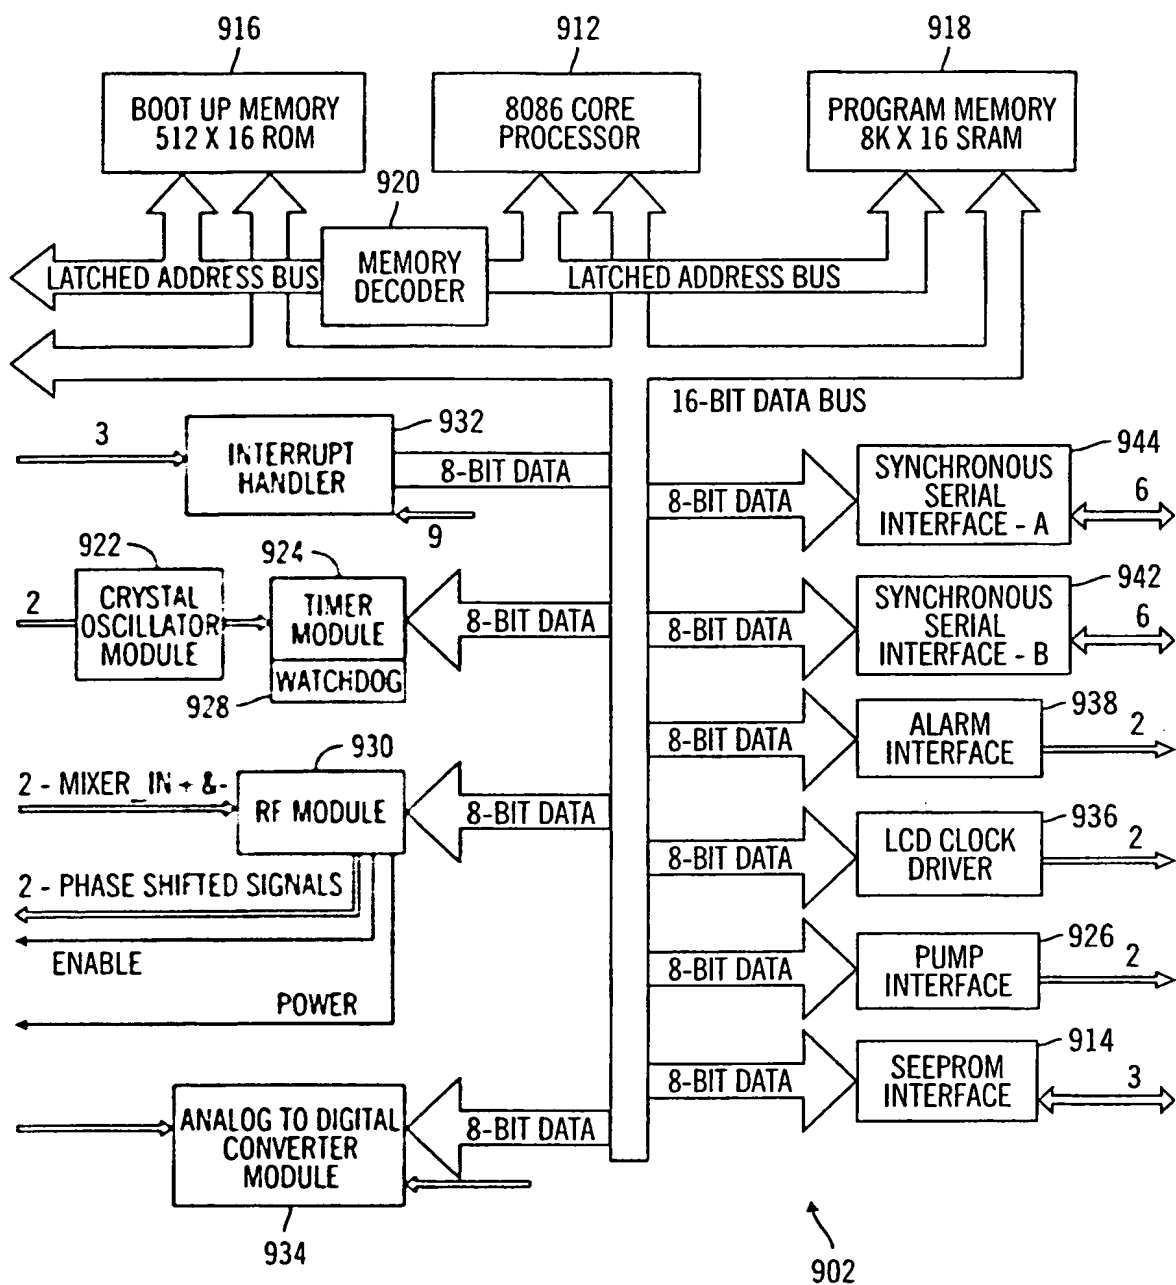 916
912
918
BOOT UP MEMORY
512 X 16 ROM
8086 CORE
PROCESSOR
PROGRAM MEMORY
8K X 16 SRAM
920
MEMORY
DECODER
LATCHED ADDRESS BUS
LATCHED ADDRESS BUS
16-BIT DATA BUS
3
932
INTERRUPT
HANDLER
8-BIT DATA
9
944
SYNCHRONOUS
SERIAL
INTERFACE - A
8-BIT DATA
6
922
2
CRYSTAL
OSCILLATOR
MODULE
924
TIMER
MODULE
WATCHDOG
928
8-BIT DATA
942
SYNCHRONOUS
SERIAL
INTERFACE - B
8-BIT DATA
6
938
ALARM
INTERFACE
8-BIT DATA
2
930
2 - MIXER_IN + &-
RF MODULE
8-BIT DATA
2 - PHASE SHIFTED SIGNALS
ENABLE
POWER
936
LCD CLOCK
DRIVER
8-BIT DATA
2
926
PUMP
INTERFACE
8-BIT DATA
2
914
SEEPROM
INTERFACE
8-BIT DATA
3
ANALOG TO DIGITAL
CONVERTER
MODULE
8-BIT DATA
934
902